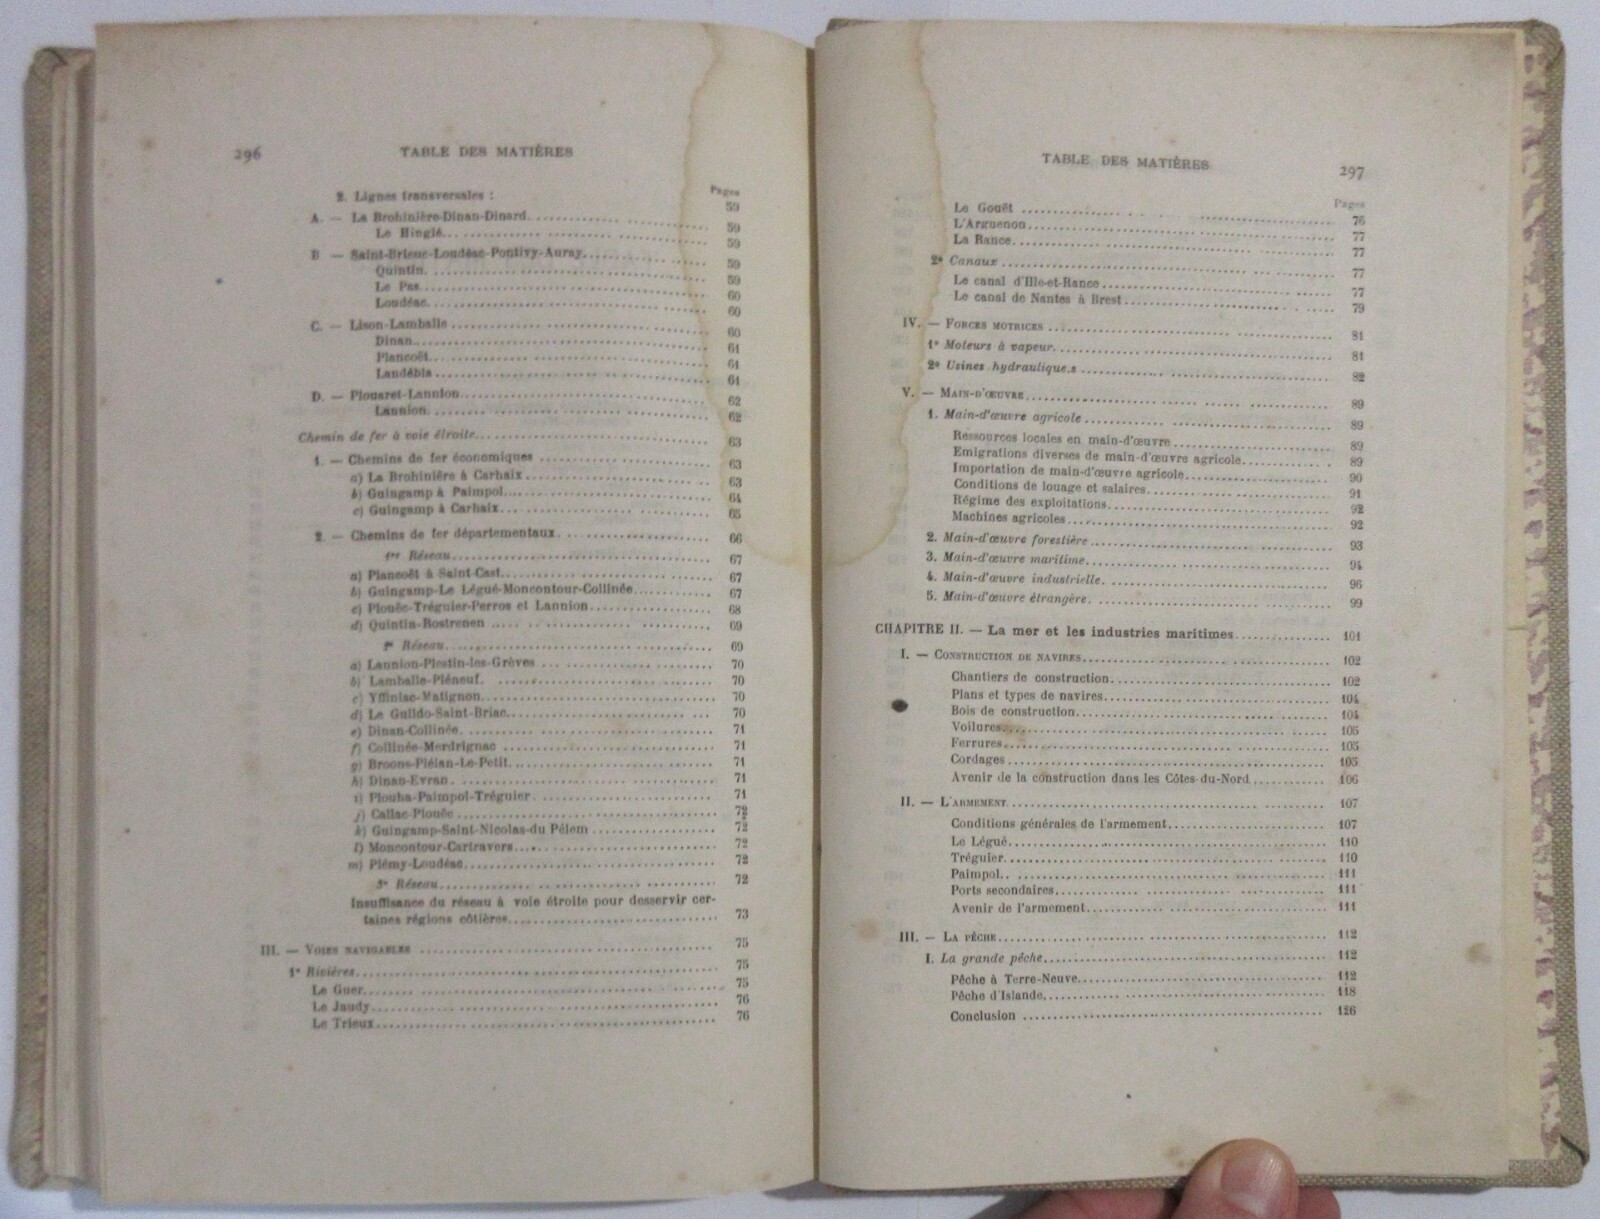 296 TABLE DES MATIÈRES
Pages
2. Lignes transversales : 59
A. — La Brohinière-Dinan-Dinard 59
Le Hinglé 59
B — Saint-Brieuc-Loudéac-Pontivy-Auray 59
Quintin 59
Le Pas 60
Loudéac 60
C. — Lison-Lamballe 60
Dinan 61
Plancoët 61
Landébia 61
D. — Plouaret-Lannion 62
Lannion 62
Chemin de fer à voie étroite 63
1. — Chemins de fer économiques 63
a) La Brohinière à Carhaix 63
b) Guingamp à Paimpol 64
c) Guingamp à Carhaix 65
2. — Chemins de fer départementaux 66
1er Réseau 67
a) Plancoët à Saint-Cast 67
b) Guingamp-Le Légué-Moncontour-Collinée 67
c) Plouëc-Tréguier-Perros et Lannion 68
d) Quintin-Rostrenen 69
Réseau 69
a) Lannion-Plestin-les-Grèves 70
b) Lamballe-Pléneuf 70
c) Yffiniac-Matignon 70
d) Le Guildo-Saint-Briac 70
e) Dinan-Collinée 71
f) Collinée-Merdrignac 71
g) Broons-Plélan-Le-Petit 71
h) Dinan-Evran 71
i) Plouha-Paimpol-Tréguier 71
j) Callac-Plouëc 72
k) Guingamp-Saint-Nicolas-du Pélem 72
l) Moncontour-Cartravers 72
m) Plémy-Loudéac 72
3e Réseau 72
Insuffisance du réseau à voie étroite pour desservir cer-
taines régions côtières 73
III. — VOIES NAVIGABLES 75
1° Rivières 75
Le Guer 75
Le Jaudy 76
Le Trieux 76
TABLE DES MATIÈRES 297
Pages
Le Gouët 76
L'Arguenon 77
La Rance 77
2° Canaux 77
Le canal d'Ille-et-Rance 77
Le canal de Nantes à Brest 79
IV. — FORCES MOTRICES 81
1° Moteurs à vapeur 81
2° Usines hydraulique.s 82
V. — MAIN-D'ŒUVRE 89
1. Main-d'œuvre agricole 89
Ressources locales en main-d'œuvre 89
Emigrations diverses de main-d'œuvre agricole 89
Importation de main-d'œuvre agricole 90
Conditions de louage et salaires 91
Régime des exploitations 92
Machines agricoles 92
2. Main-d'œuvre forestière 93
3. Main-d'œuvre maritime 94
4. Main-d'œuvre industrielle 96
5. Main-d'œuvre étrangère 99
CHAPITRE II. — La mer et les industries maritimes 101
I. — CONSTRUCTION DE NAVIRES 102
Chantiers de construction 102
Plans et types de navires 104
Bois de construction 104
Voilures 105
Ferrures 105
Cordages 105
Avenir de la construction dans les Côtes-du-Nord 106
II. — L'ARMEMENT 107
Conditions générales de l'armement 107
Le Légué 110
Tréguier 110
Paimpol 111
Ports secondaires 111
Avenir de l'armement 111
III. — LA PÊCHE 112
I. La grande pêche 112
Pêche à Terre-Neuve 112
Pêche d'Islande 118
Conclusion 126